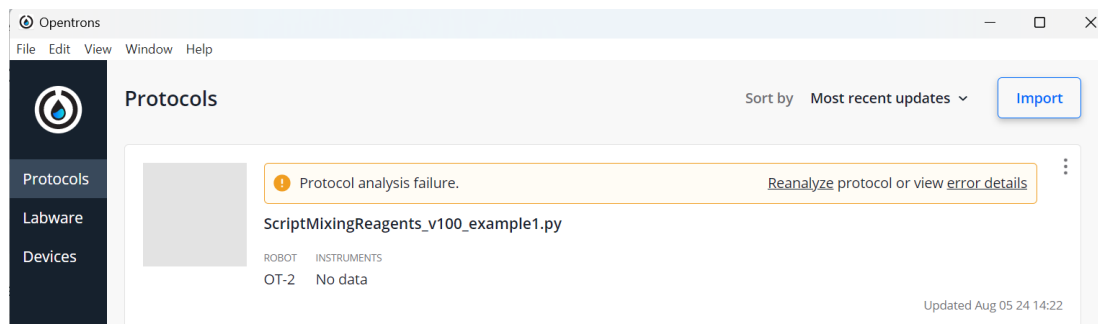 Opentrons
File Edit View Window Help
Protocols
Sort by Most recent updates
Import
Protocols
Labware
Devices
Protocol analysis failure.
Reanalyze protocol or view error details
ScriptMixingReagents_v100_example1.py
ROBOT INSTRUMENTS
OT-2 No data
Updated Aug 05 24 14:22